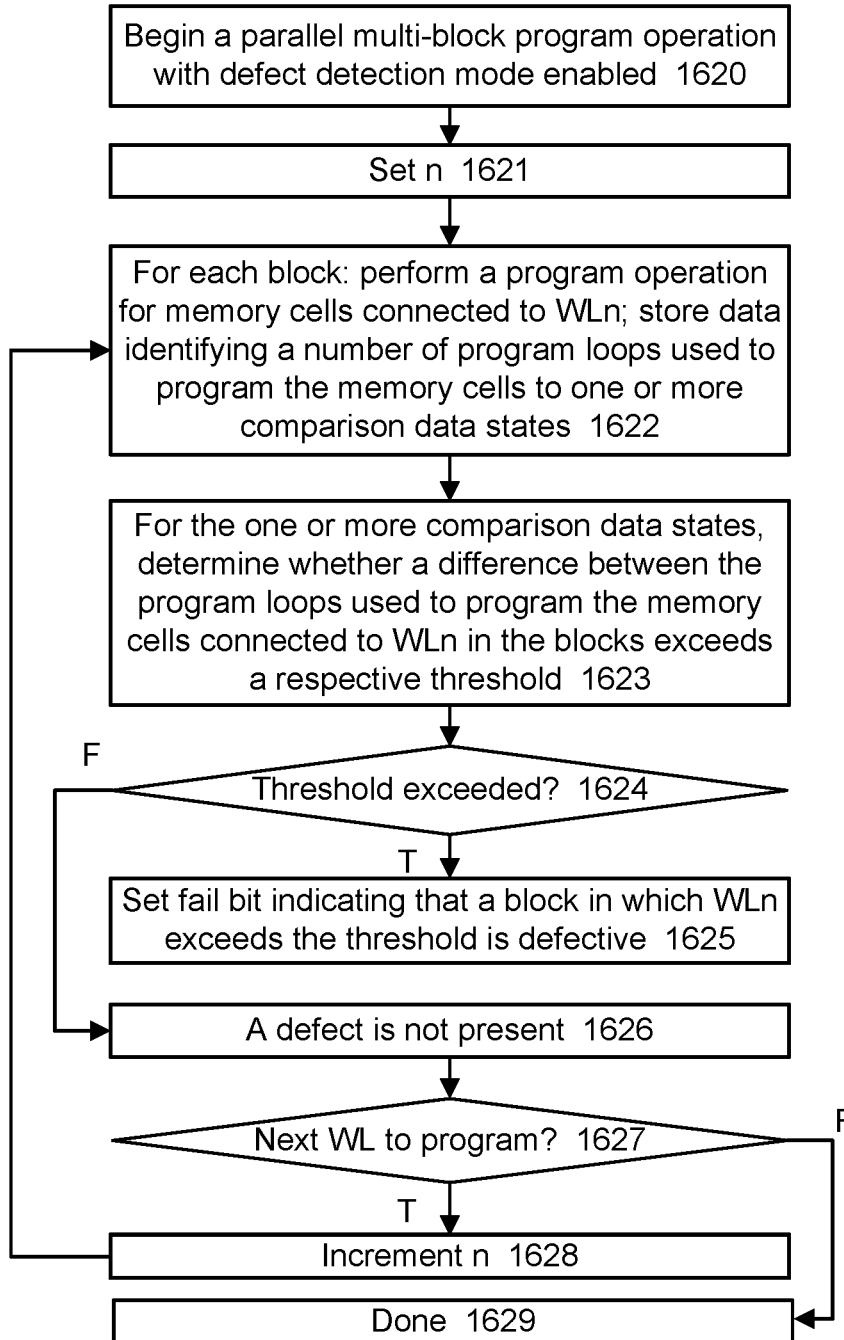 Begin a parallel multi-block program operation
with defect detection mode enabled 1620
Set n 1621
For each block: perform a program operation
for memory cells connected to WLn; store data
identifying a number of program loops used to
program the memory cells to one or more
comparison data states 1622
For the one or more comparison data states,
determine whether a difference between the
program loops used to program the memory
cells connected to WLn in the blocks exceeds
a respective threshold 1623
F
Threshold exceeded? 1624
T
Set fail bit indicating that a block in which WLn
exceeds the threshold is defective 1625
A defect is not present 1626
F
Next WL to program? 1627
T
Increment n 1628
Done 1629